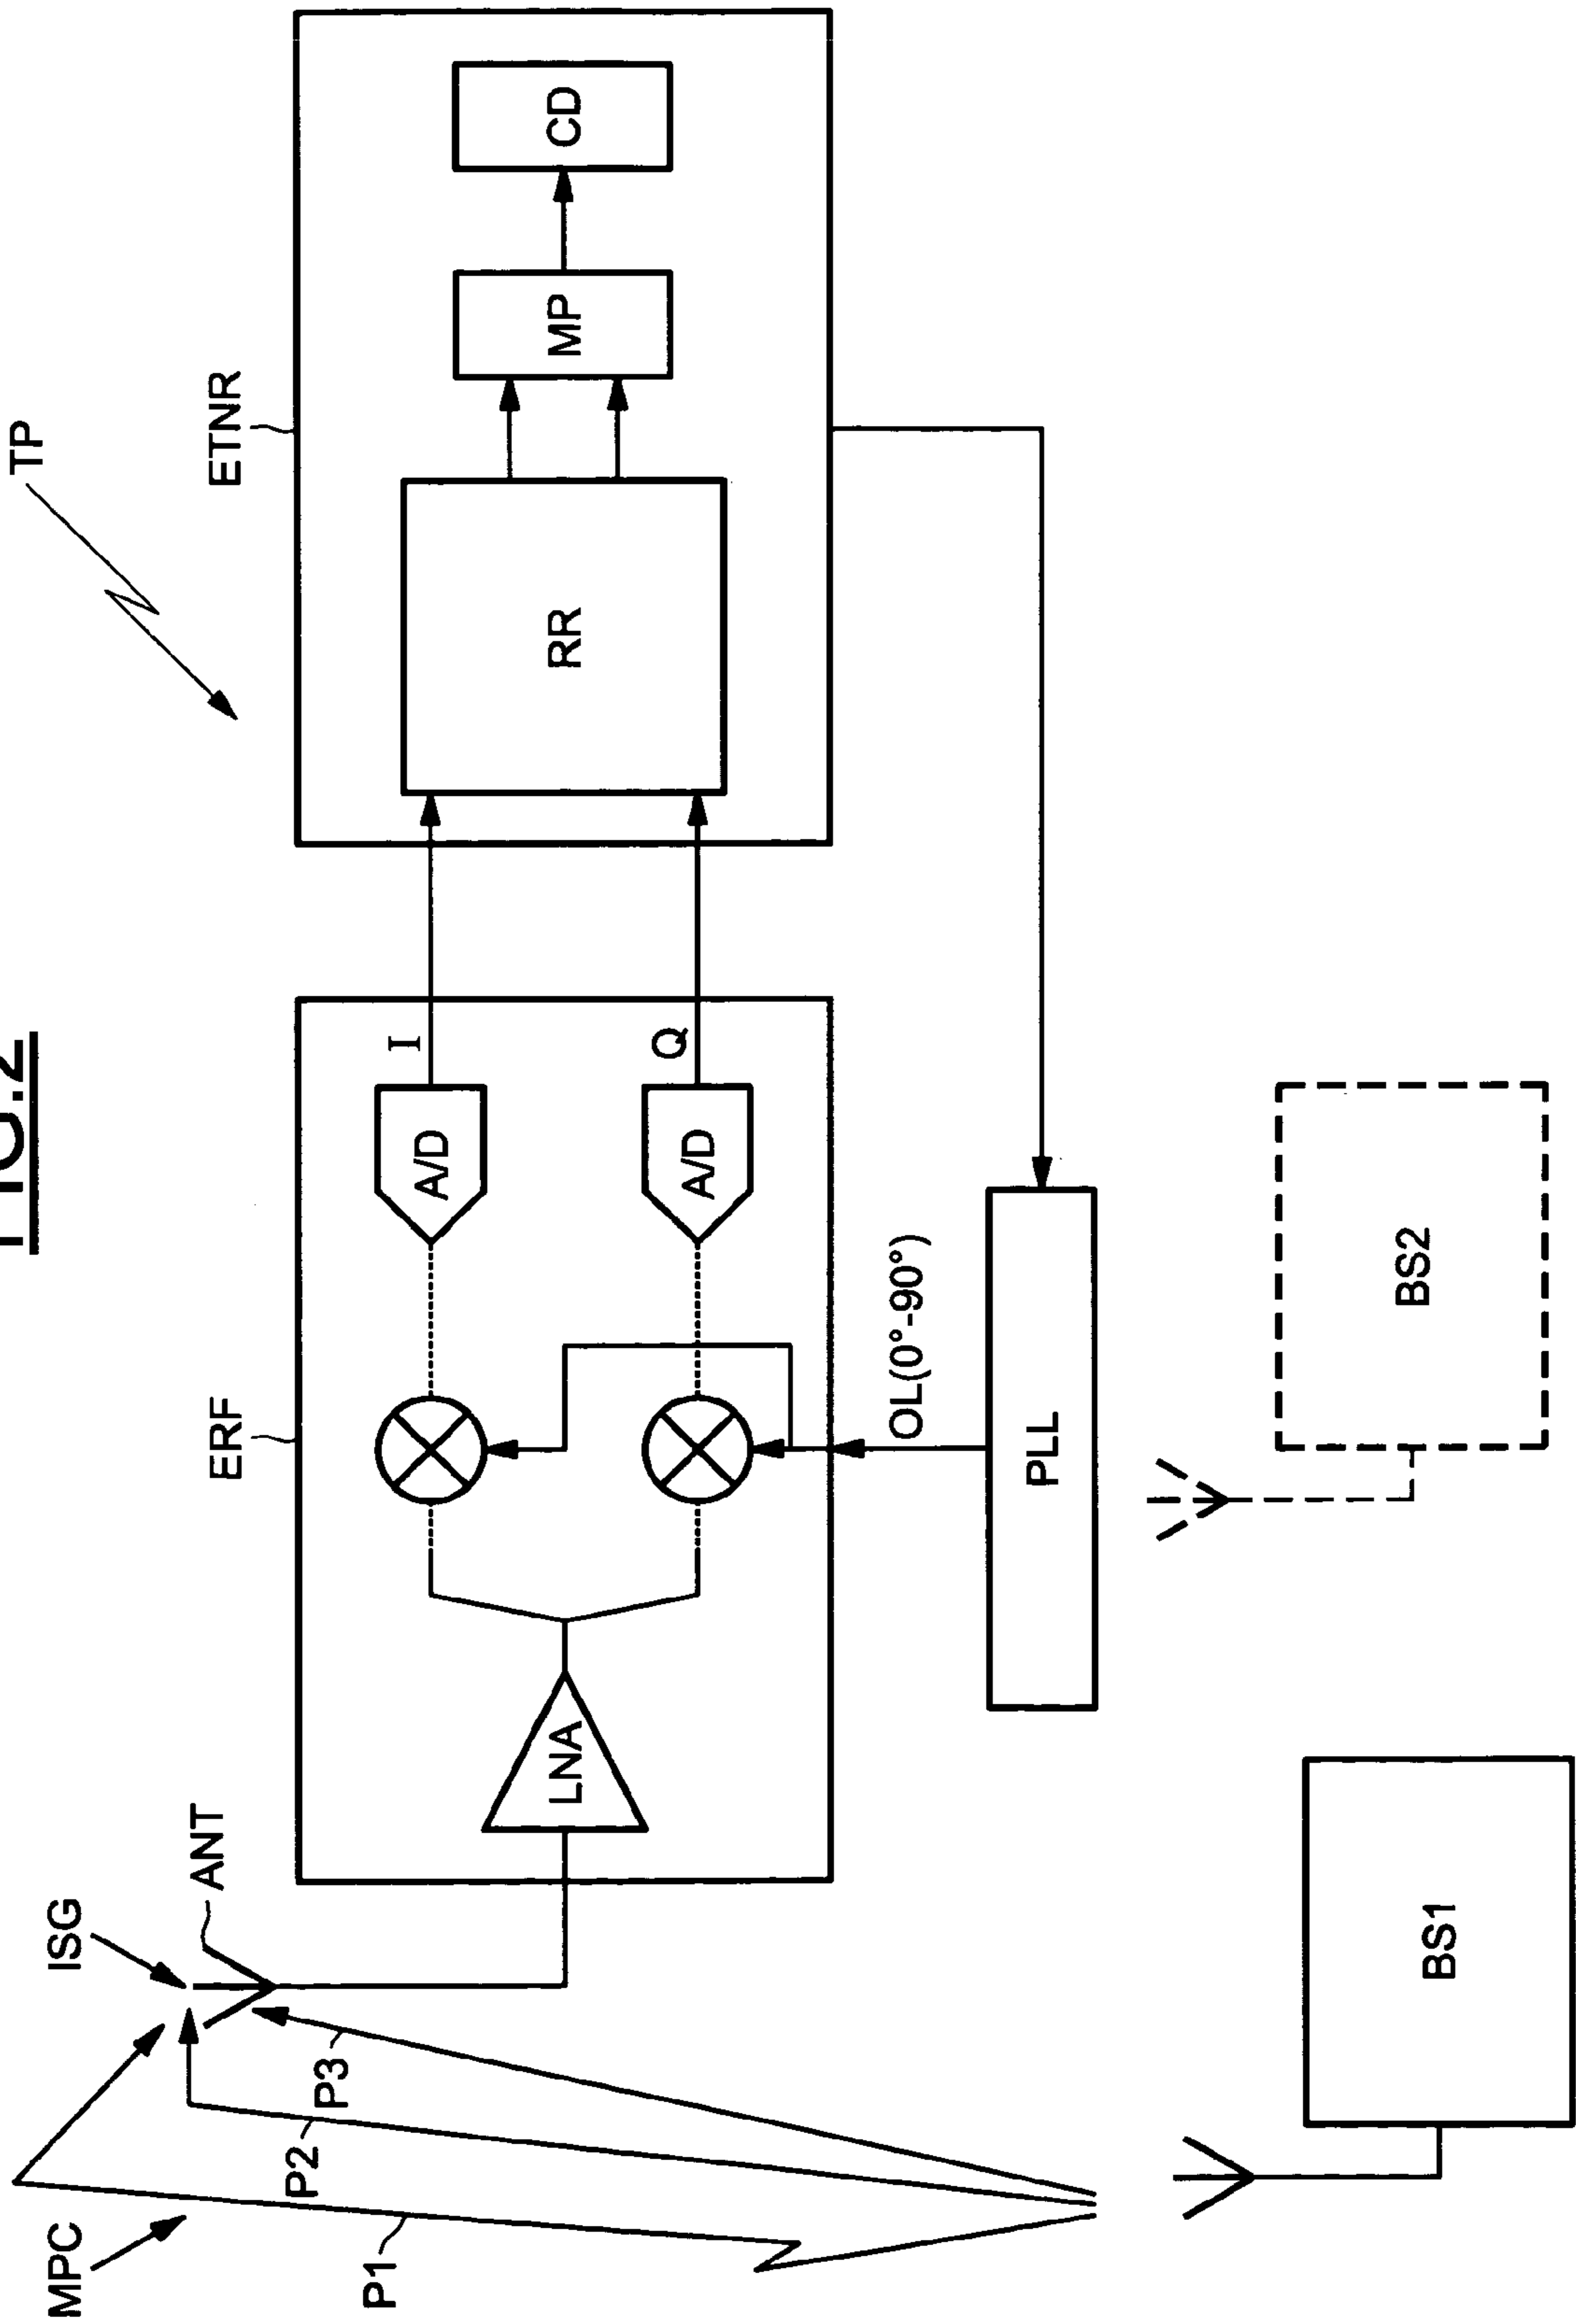 FIG.2
TP
MPC
ISG
ANT
ERF
ETNR
P2
P3
P1
I
A/D
LNA
RR
MP
CD
Q
A/D
OL(0°-90°)
PLL
BS1
BS2